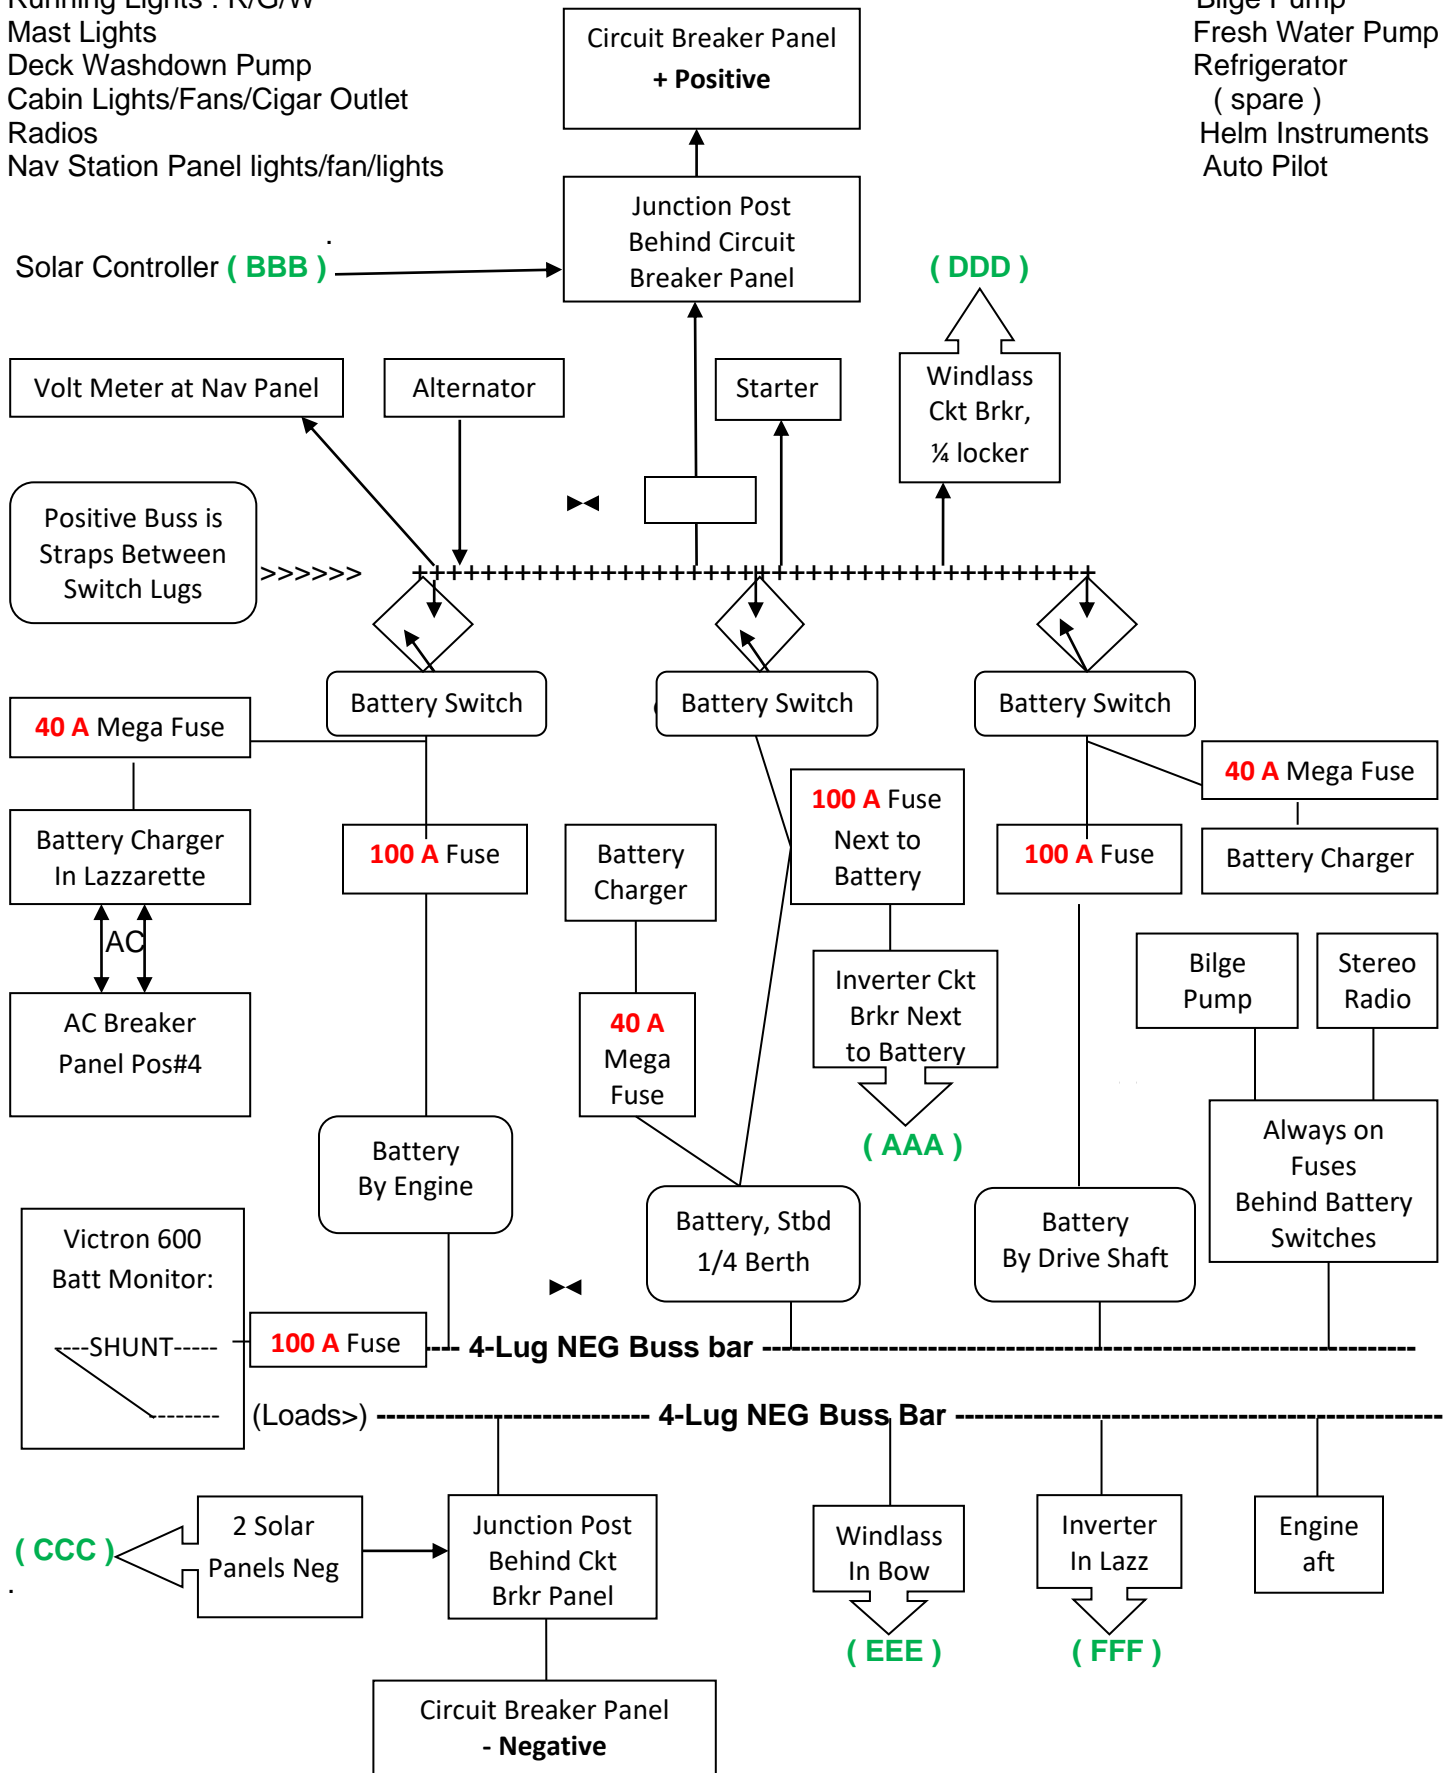 Running Lights : R/G/W
Mast Lights
Deck Washdown Pump
Cabin Lights/Fans/Cigar Outlet
Radios
Nav Station Panel lights/fan/lights
Circuit Breaker Panel
+ Positive
Bilge Pump
Fresh Water Pump
Refrigerator
( spare )
Helm Instruments
Auto Pilot
Junction Post
Behind Circuit
Breaker Panel
.
Solar Controller ( BBB )
( DDD )
Volt Meter at Nav Panel
Alternator
Starter
Windlass
Ckt Brkr,
¼ locker
Positive Buss is
Straps Between
Switch Lugs
>>>>>>
++++++++++++++++++++++++++++++++++++++++
Battery Switch
Battery Switch
Battery Switch
40 A Mega Fuse
Battery Charger
In Lazzarette
AC
AC Breaker
Panel Pos#4
100 A Fuse
Battery
Charger
40 A
Mega
Fuse
100 A Fuse
Next to
Battery
Inverter Ckt
Brkr Next
to Battery
( AAA )
100 A Fuse
40 A Mega Fuse
Battery Charger
Bilge
Pump
Stereo
Radio
Always on
Fuses
Behind Battery
Switches
Battery
By Engine
Battery, Stbd
1/4 Berth
Battery
By Drive Shaft
Victron 600
Batt Monitor:
----SHUNT-----
100 A Fuse
---- 4-Lug NEG Buss bar ------------------------------------------------------
--------
(Loads>) ----------------------- 4-Lug NEG Buss Bar ----------------------------------------
( CCC )
.
2 Solar
Panels Neg
Junction Post
Behind Ckt
Brkr Panel
Windlass
In Bow
( EEE )
Inverter
In Lazz
( FFF )
Engine
aft
Circuit Breaker Panel
- Negative